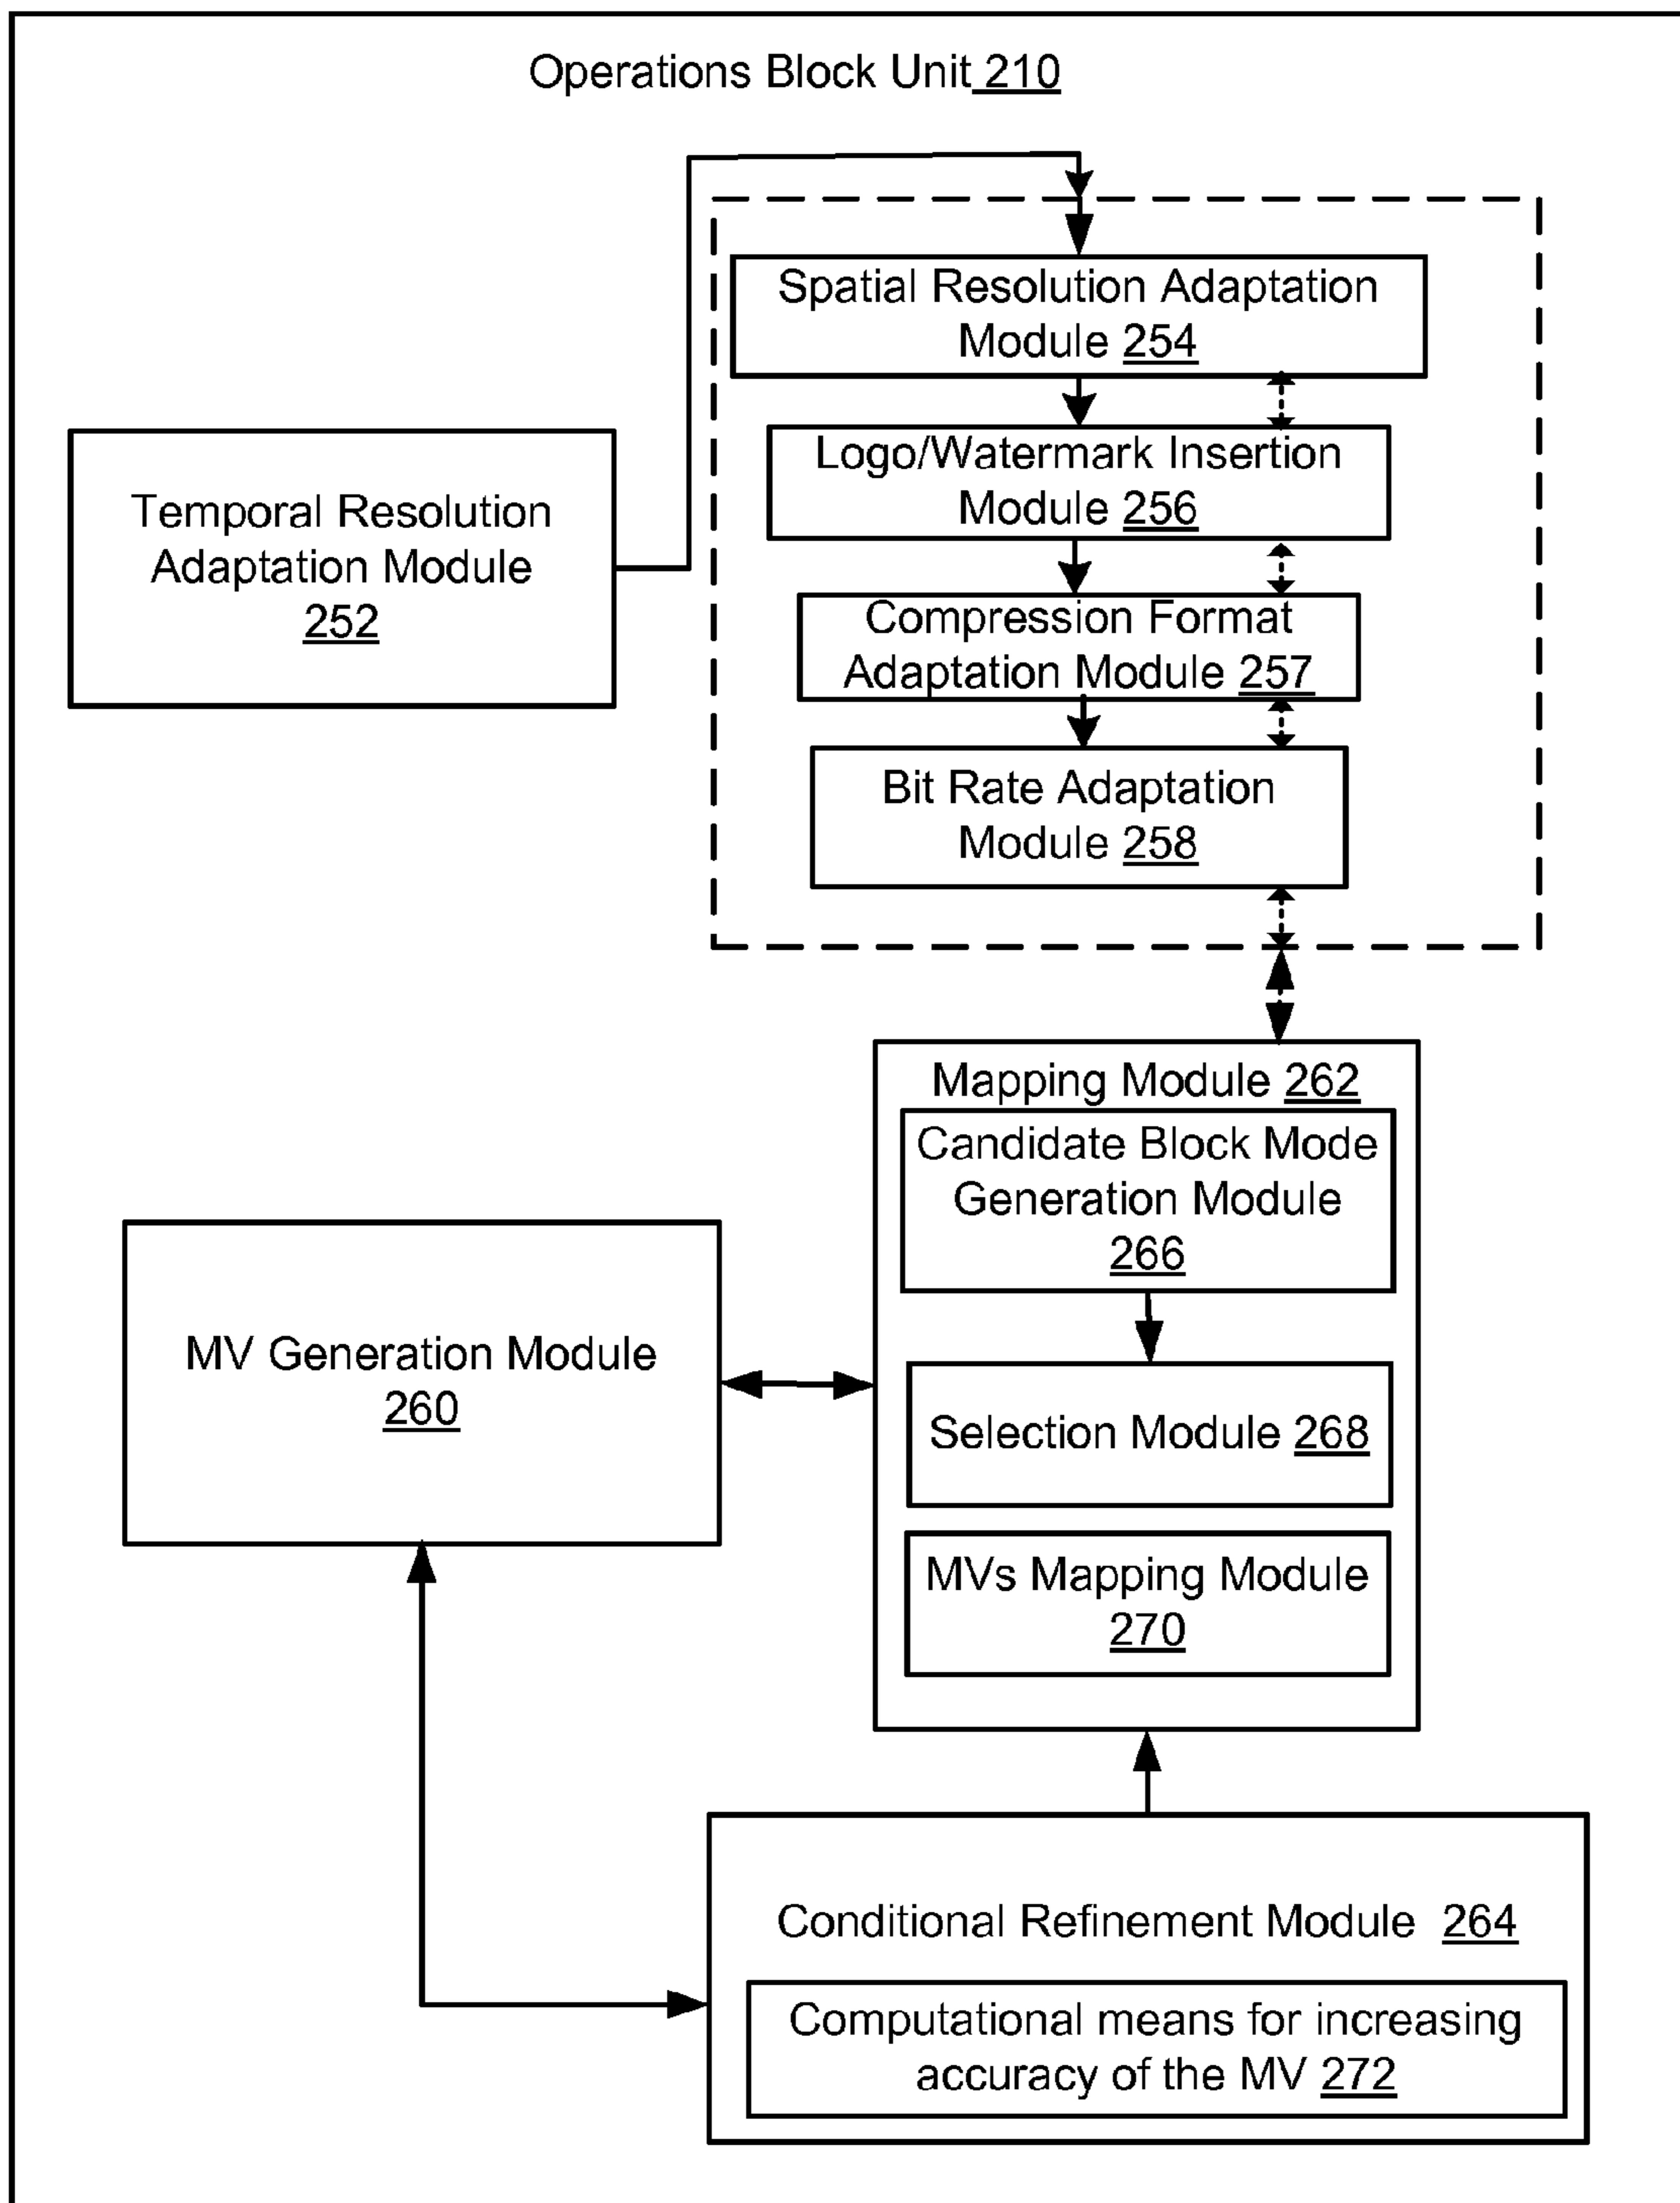 Operations Block Unit 210
Spatial Resolution Adaptation
Module 254
Logo/Watermark Insertion
Module 256
Temporal Resolution
Adaptation Module
252
Compression Format
Adaptation Module 257
Bit Rate Adaptation
Module 258
Mapping Module 262
Candidate Block Mode
Generation Module
266
MV Generation Module
260
Selection Module 268
MVs Mapping Module
270
Conditional Refinement Module 264
Computational means for increasing
accuracy of the MV 272